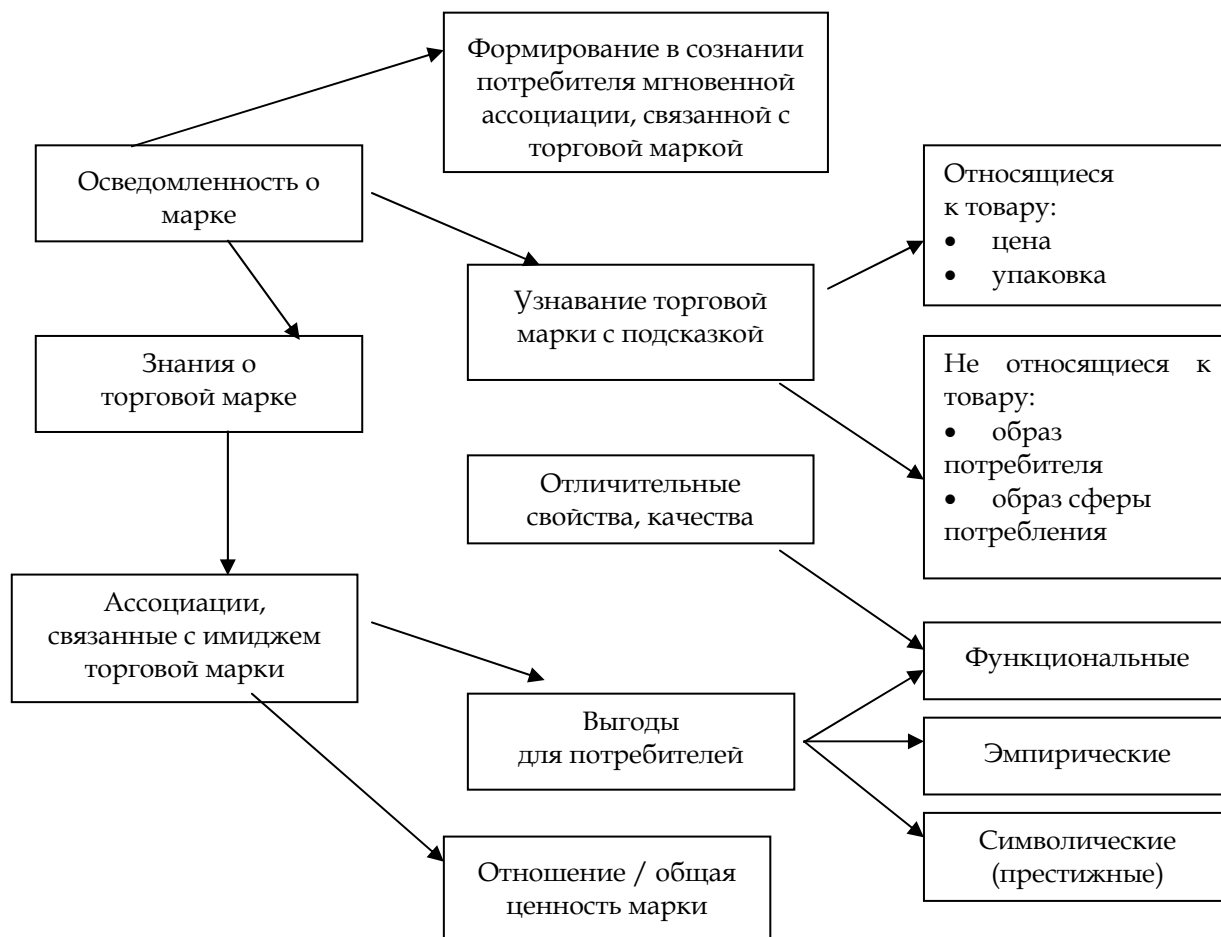 Формирование в сознании
потребителя мгновенной
ассоциации, связанной с
торговой маркой
Осведомленность о
марке
Относящиеся
к товару:
• цена
• упаковка
Узнавание торговой
марки с подсказкой
Знания о
торговой марке
Не относящиеся к
товару:
• образ
потребителя
• образ сферы
потребления
Отличительные
свойства, качества
Ассоциации,
связанные с имиджем
торговой марки
Функциональные
Выгоды
для потребителей
Эмпирические
Символические
(престижные)
Отношение / общая
ценность марки